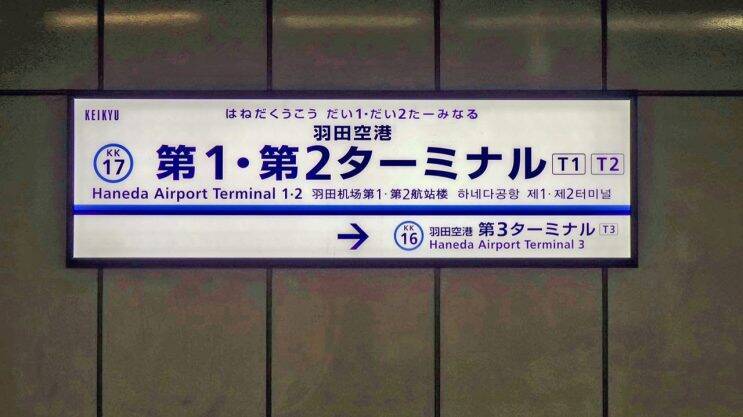 KEIKYU
はねだくうこう だい1・だい2たーみなる
羽田空港
KK 17 第1・第2ターミナル T1 T2
Haneda Airport Terminal 1·2 羽田机场第1·第2航站楼 하네다공항 제1·제2터미널
→ KK 16 羽田空港 第3ターミナル T3
Haneda Airport Terminal 3